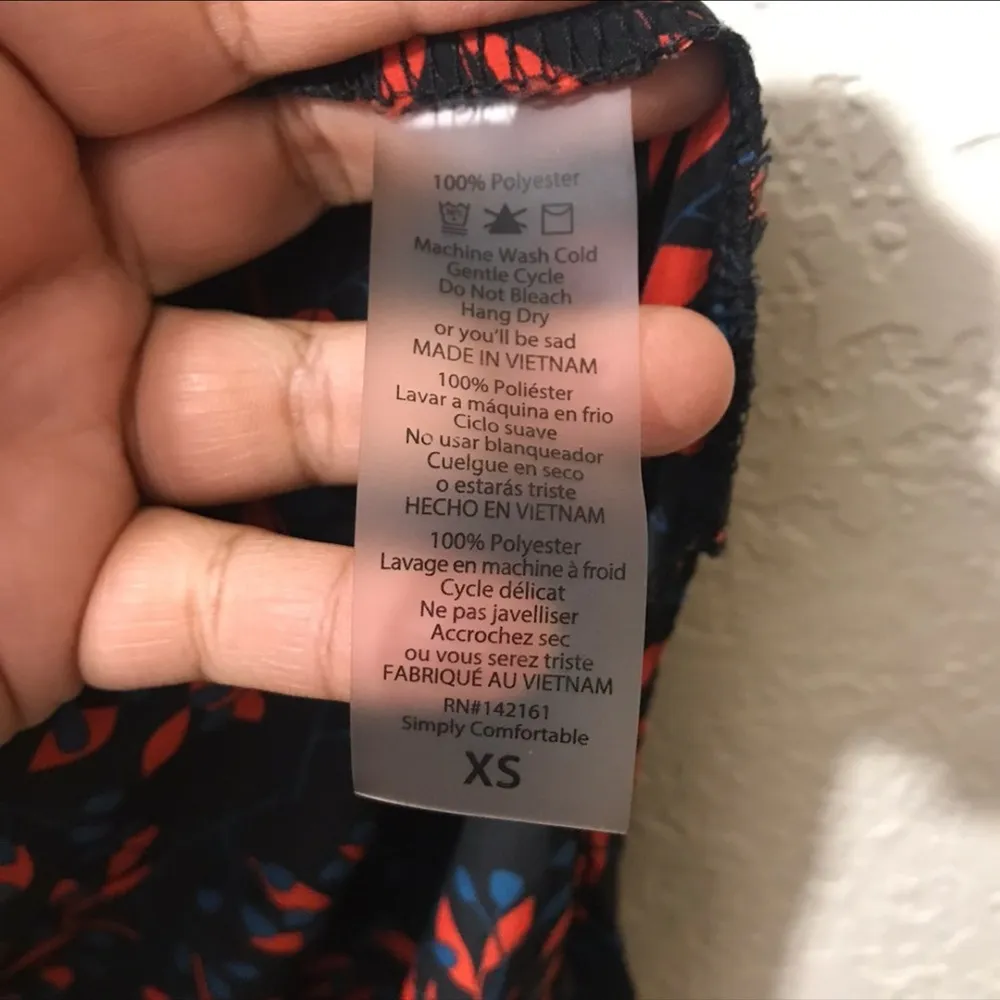 100% Polyester
Machine Wash Cold
Gentle Cycle
Do Not Bleach
Hang Dry
or you'll be sad
MADE IN VIETNAM
100% Poliéster
Lavar a máquina en frio
Ciclo suave
No usar blanqueador
Cuelgue en seco
o estarás triste
HECHO EN VIETNAM
100% Polyester
Lavage en machine à froid
Cycle délicat
Ne pas javelliser
Accrochez sec
ou vous serez triste
FABRIQUÉ AU VIETNAM
RN#142161
Simply Comfortable
XS